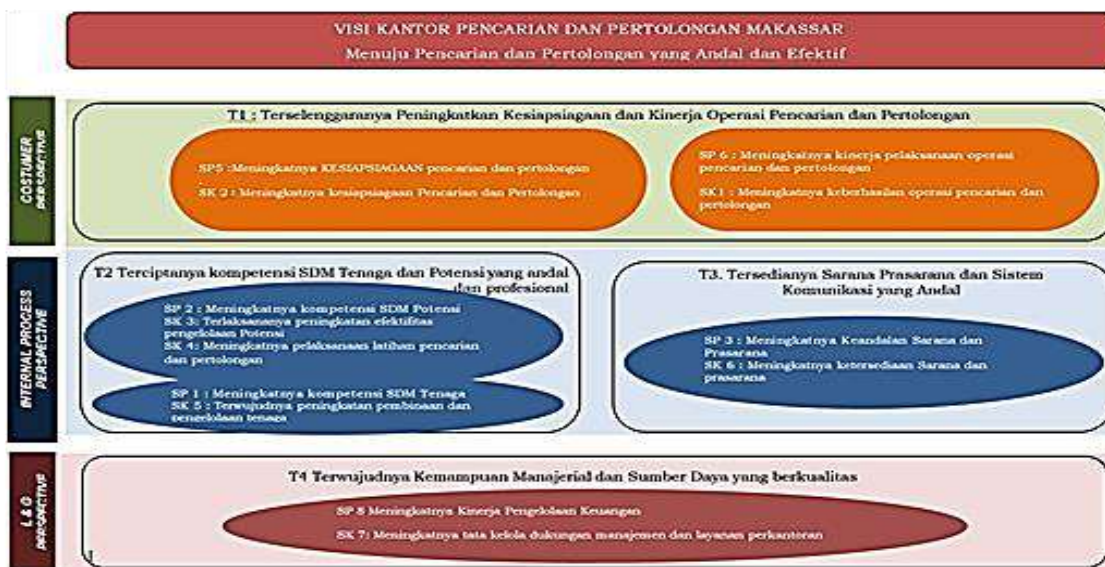 VISI KANTOR PENCARIAN DAN PERTOLONGAN MAKASSAR
Menuju Pencarian dan Pertolongan yang Andal dan Efektif
COSTUMER
PERSPECTIVE
T1 : Terselenggaranya Peningkatkan Kesiapsiagaan dan Kinerja Operasi Pencarian dan Pertolongan
SP5 :Meningkatnya KESIAPSIAGAAN pencarian dan pertolongan
SK 2 : Meningkatnya kesiapsiagaan Pencarian dan Pertolongan
SP 6 : Meningkatnya kinerja pelaksanaan operasi
pencarian dan pertolongan
SK1 : Meningkatnya keberhasilan operasi pencarian dan
pertolongan
INTERNAL PROCESS
PERSPECTIVE
T2 Terciptanya kompetensi SDM Tenaga dan Potensi yang andal
dan profesional
SP 2 : Meningkatnya kompetensi SDM Potensi
SK 3: Terlaksananya peningkatan efektifitas
pengelolaan Potensi
SK 4: Meningkatnya pelaksanaan latihan pencarian
dan pertolongan
SP 1 : Meningkatnya kompetensi SDM Tenaga
SK 5 : Terwujudnya peningkatan pembinaan dan
pengelolaan tenaga
T3. Tersedianya Sarana Prasarana dan Sistem
Komunikasi yang Andal
SP 3 : Meningkatnya Keandalan Sarana dan
Prasarana
SK 6 : Meningkatnya ketersediaan Sarana dan
prasarana
L & G
PERSPECTIVE
T4 Terwujudnya Kemampuan Manajerial dan Sumber Daya yang berkualitas
SP 8 Meningkatnya Kinerja Pengelolaan Keuangan
SK 7: Meningkatnya tata kelola dukungan manajemen dan layanan perkantoran
I